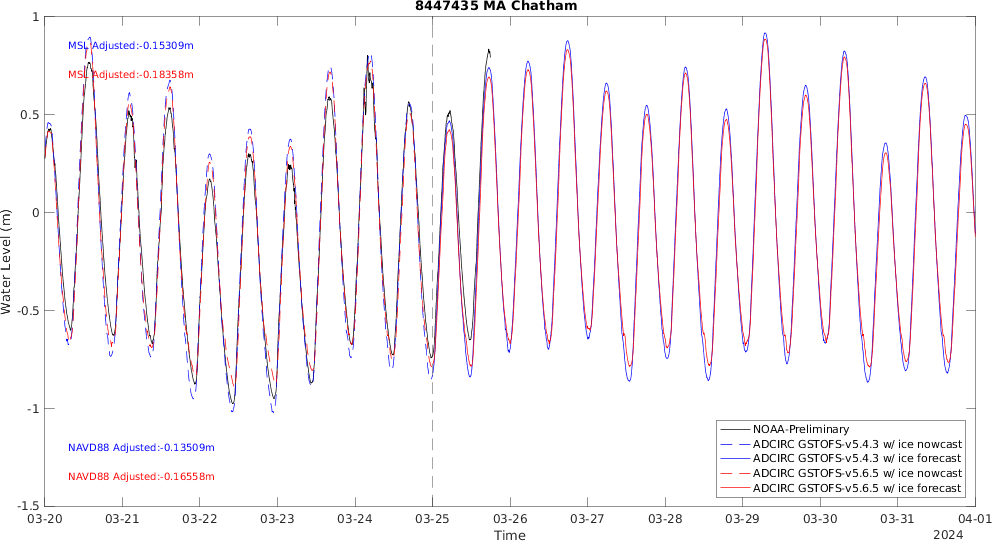 8447435 MA Chatham
1
0.5
0
-0.5
-1
-1.5
Water Level (m)
MSL Adjusted:-0.15309m
MSL Adjusted:-0.18358m
NAVD88 Adjusted:-0.13509m
NAVD88 Adjusted:-0.16558m
NOAA-Preliminary
ADCIRC GSTOFS-v5.4.3 w/ ice nowcast
ADCIRC GSTOFS-v5.4.3 w/ ice forecast
ADCIRC GSTOFS-v5.6.5 w/ ice nowcast
ADCIRC GSTOFS-v5.6.5 w/ ice forecast
03-20 03-21 03-22 03-23 03-24 03-25 03-26 03-27 03-28 03-29 03-30 03-31 04-01
Time
2024